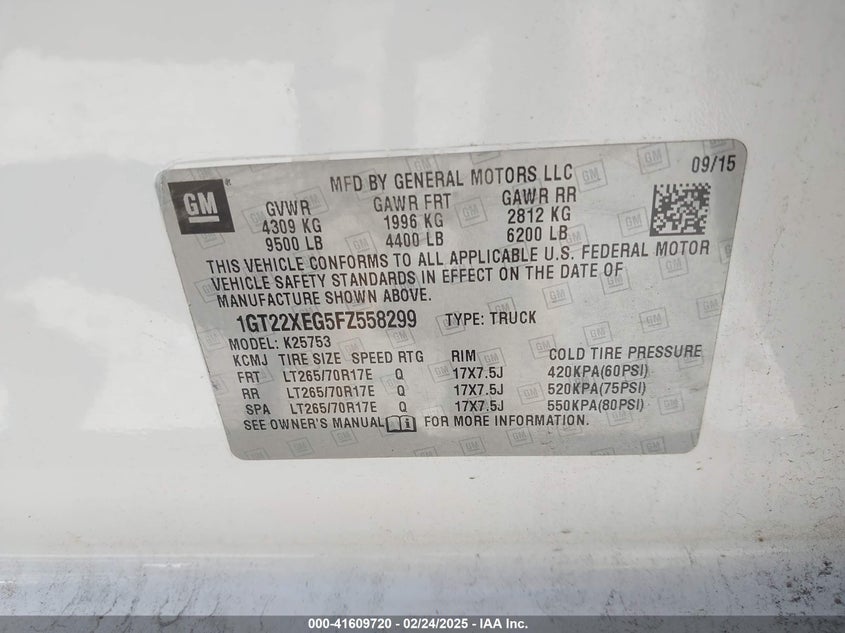 GM
MFD BY GENERAL MOTORS LLC 09/15
GVWR GAWR FRT GAWR RR
4309 KG 1996 KG 2812 KG
9500 LB 4400 LB 6200 LB
THIS VEHICLE CONFORMS TO ALL APPLICABLE U.S. FEDERAL MOTOR
VEHICLE SAFETY STANDARDS IN EFFECT ON THE DATE OF
MANUFACTURE SHOWN ABOVE.
1GT22XEG5FZ558299 TYPE: TRUCK
MODEL: K25753
KCMJ TIRE SIZE SPEED RTG RIM COLD TIRE PRESSURE
FRT LT265/70R17E Q 17X7.5J 420KPA(60PSI)
RR LT265/70R17E Q 17X7.5J 520KPA(75PSI)
SPA LT265/70R17E Q 17X7.5J 550KPA(80PSI)
SEE OWNER'S MANUAL FOR MORE INFORMATION.
000-41609720 - 02/24/2025 - IAA Inc.